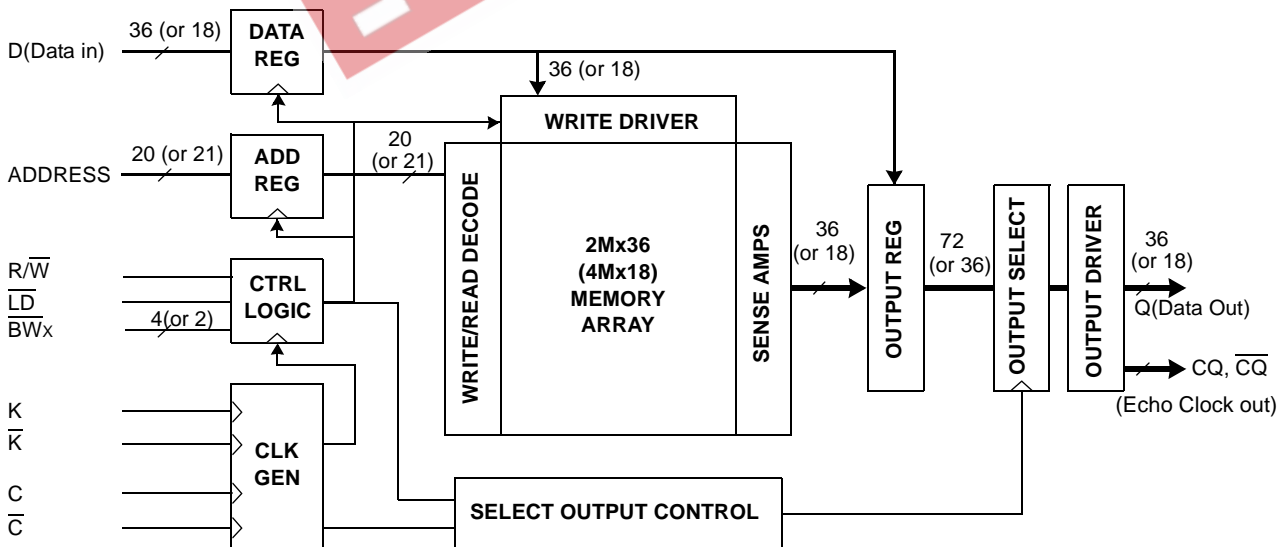 D(Data in)
36 (or 18)
DATA
REG
36 (or 18)
WRITE DRIVER
ADDRESS
20 (or 21)
ADD
REG
20
(or 21)
WRITE/READ DECODE
2Mx36
(4Mx18)
MEMORY
ARRAY
SENSE AMPS
36
(or 18)
OUTPUT REG
72
(or 36)
OUTPUT SELECT
OUTPUT DRIVER
36
(or 18)
Q(Data Out)
CQ, C̅Q̅
(Echo Clock out)
R/W̅
L̅D̅
B̅W̅x
4(or 2)
CTRL
LOGIC
K
K̅
C
C̅
CLK
GEN
SELECT OUTPUT CONTROL